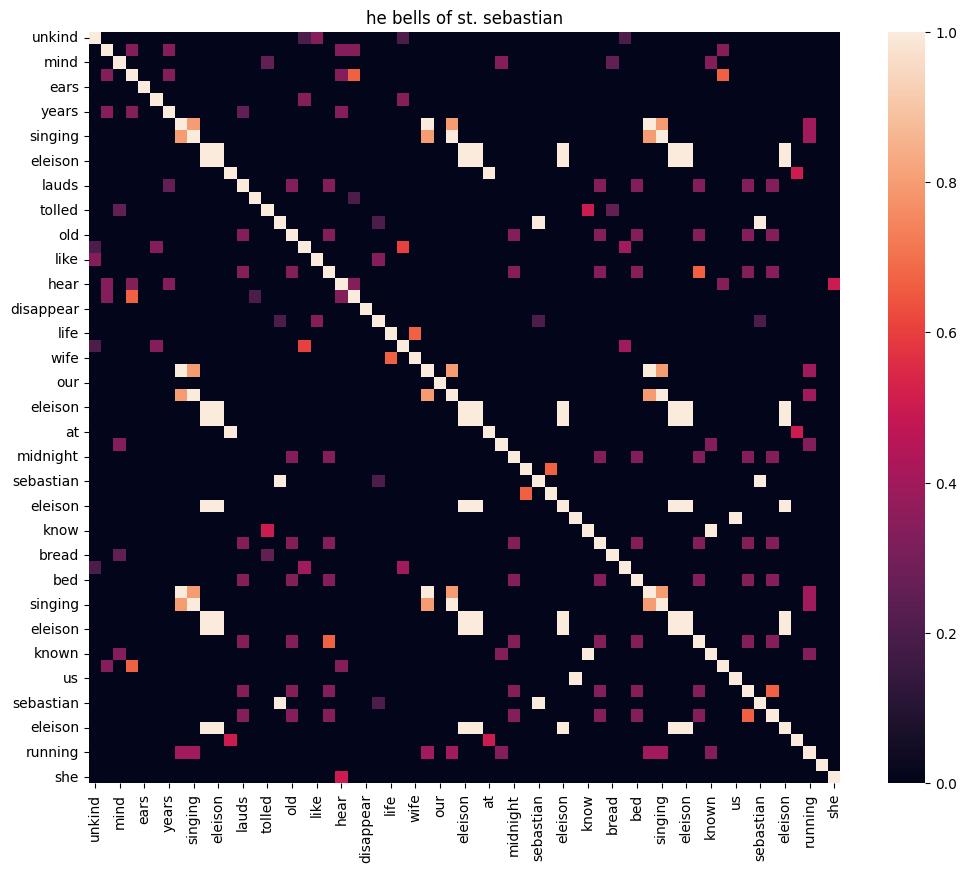 he bells of st. sebastian
unkind
mind
ears
years
singing
eleison
lauds
tolled
old
like
hear
disappear
life
wife
our
eleison
at
midnight
sebastian
eleison
know
bread
bed
singing
eleison
known
us
sebastian
eleison
running
she
unkind
mind
ears
years
singing
eleison
lauds
tolled
old
like
hear
disappear
life
wife
our
eleison
at
midnight
sebastian
eleison
know
bread
bed
singing
eleison
known
us
sebastian
eleison
running
she
1.0
0.8
0.6
0.4
0.2
0.0